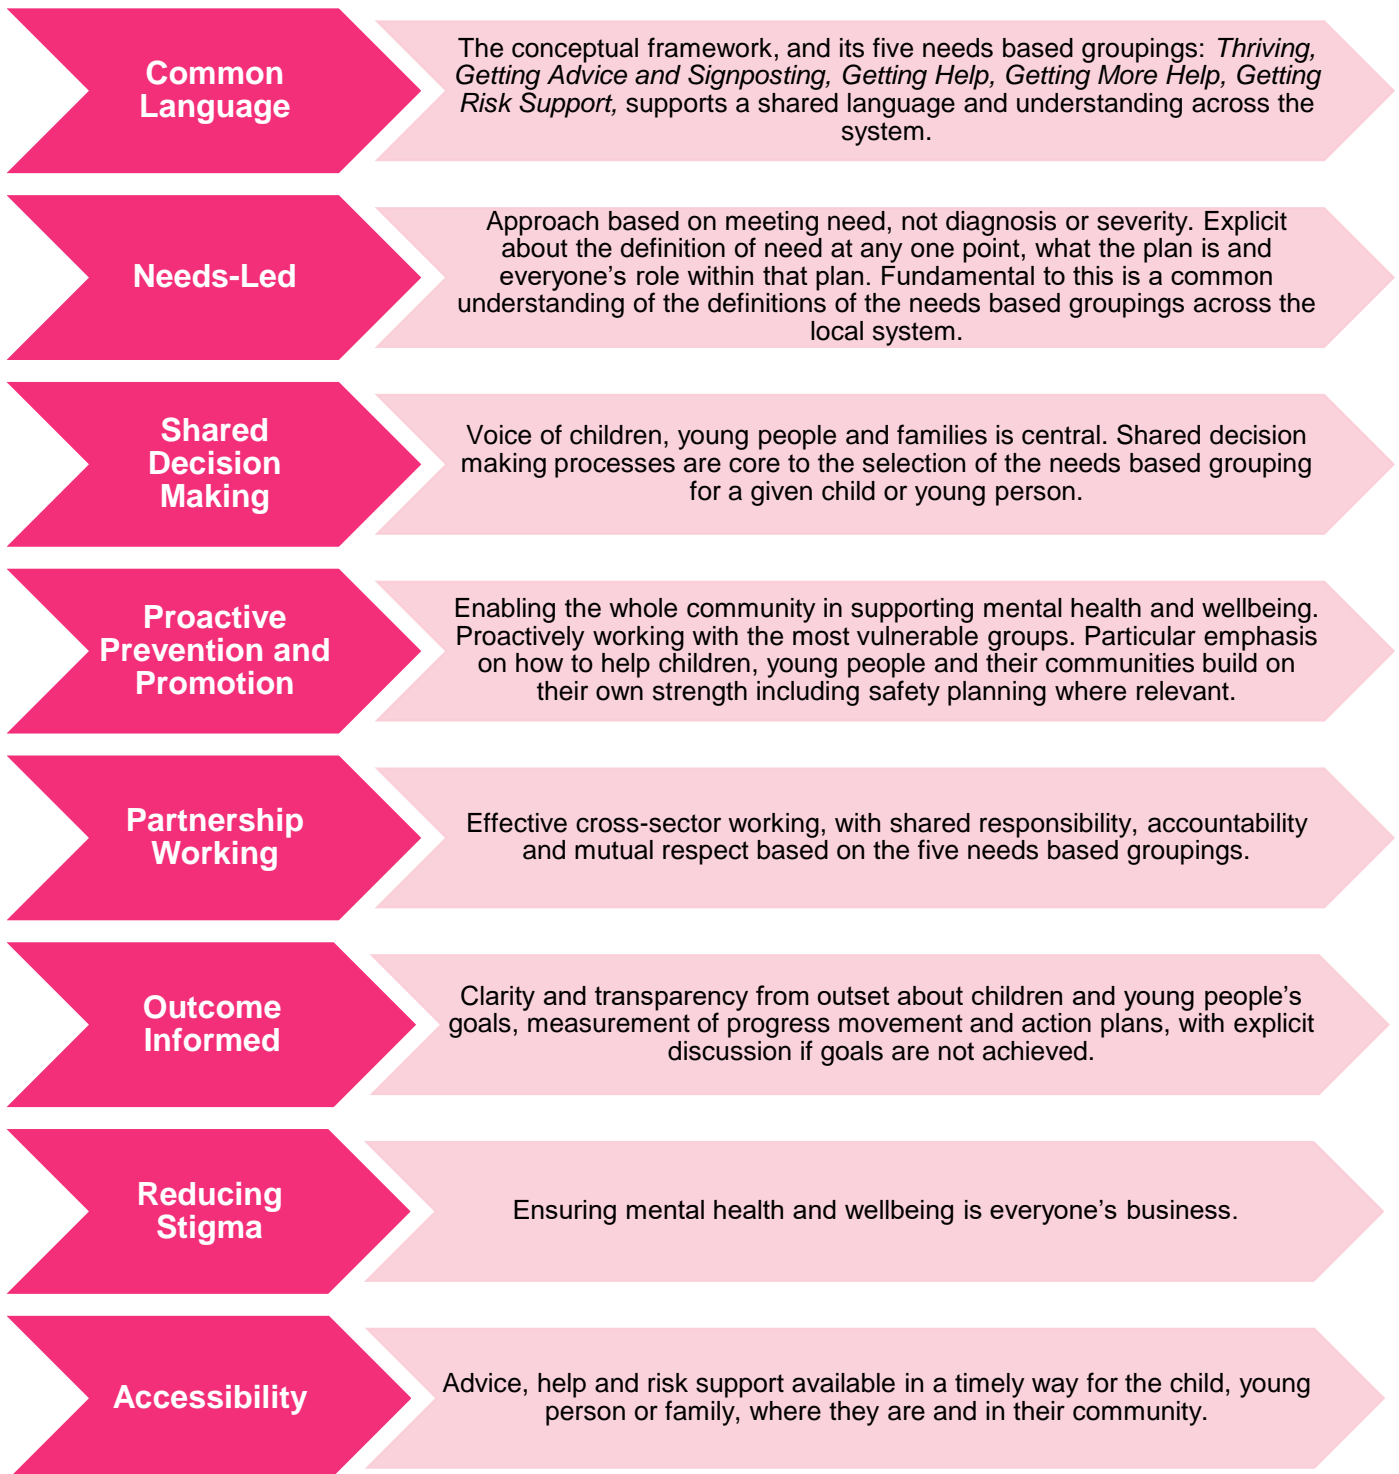 Common
Language
The conceptual framework, and its five needs based groupings: Thriving,
Getting Advice and Signposting, Getting Help, Getting More Help, Getting
Risk Support, supports a shared language and understanding across the
system.
Needs-Led
Approach based on meeting need, not diagnosis or severity. Explicit
about the definition of need at any one point, what the plan is and
everyone’s role within that plan. Fundamental to this is a common
understanding of the definitions of the needs based groupings across the
local system.
Shared
Decision
Making
Voice of children, young people and families is central. Shared decision
making processes are core to the selection of the needs based grouping
for a given child or young person.
Proactive
Prevention and
Promotion
Enabling the whole community in supporting mental health and wellbeing.
Proactively working with the most vulnerable groups. Particular emphasis
on how to help children, young people and their communities build on
their own strength including safety planning where relevant.
Partnership
Working
Effective cross-sector working, with shared responsibility, accountability
and mutual respect based on the five needs based groupings.
Outcome
Informed
Clarity and transparency from outset about children and young people’s
goals, measurement of progress movement and action plans, with explicit
discussion if goals are not achieved.
Reducing
Stigma
Ensuring mental health and wellbeing is everyone’s business.
Accessibility
Advice, help and risk support available in a timely way for the child, young
person or family, where they are and in their community.